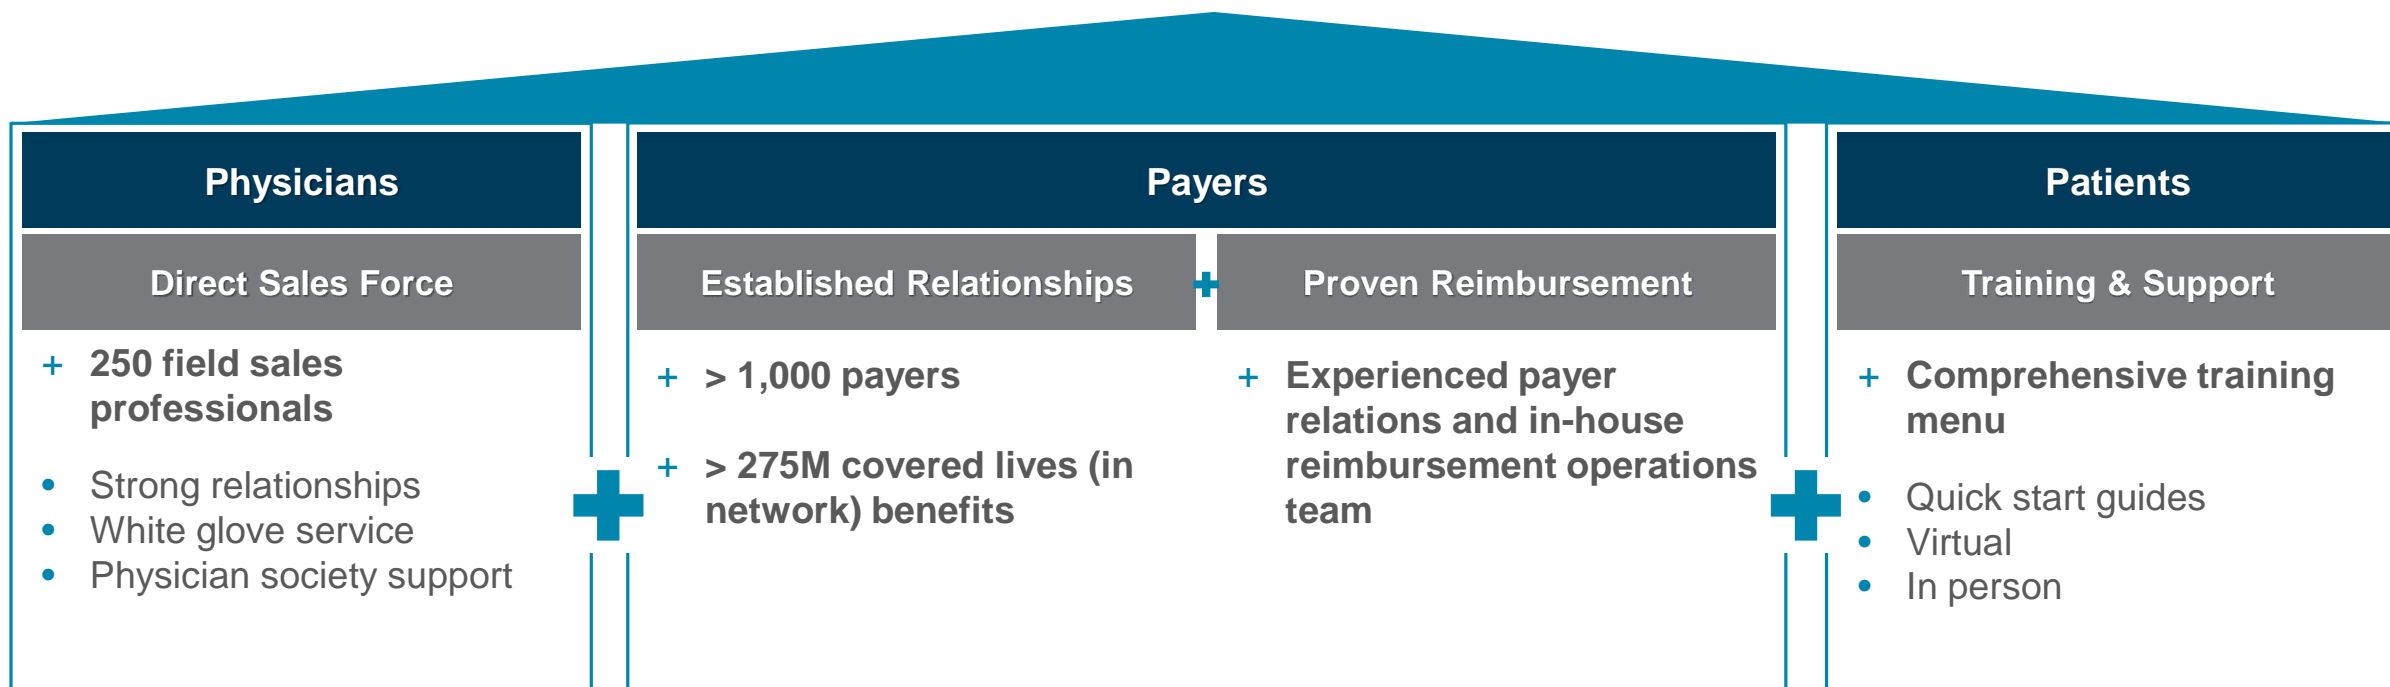 Physicians
Direct Sales Force
+ 250 field sales
professionals
• Strong relationships
• White glove service
• Physician society support
Payers
Established Relationships
+ > 1,000 payers
+ > 275M covered lives (in
network) benefits
Proven Reimbursement
+ Experienced payer
relations and in-house
reimbursement operations
team
Patients
Training & Support
+ Comprehensive training
menu
• Quick start guides
• Virtual
• In person